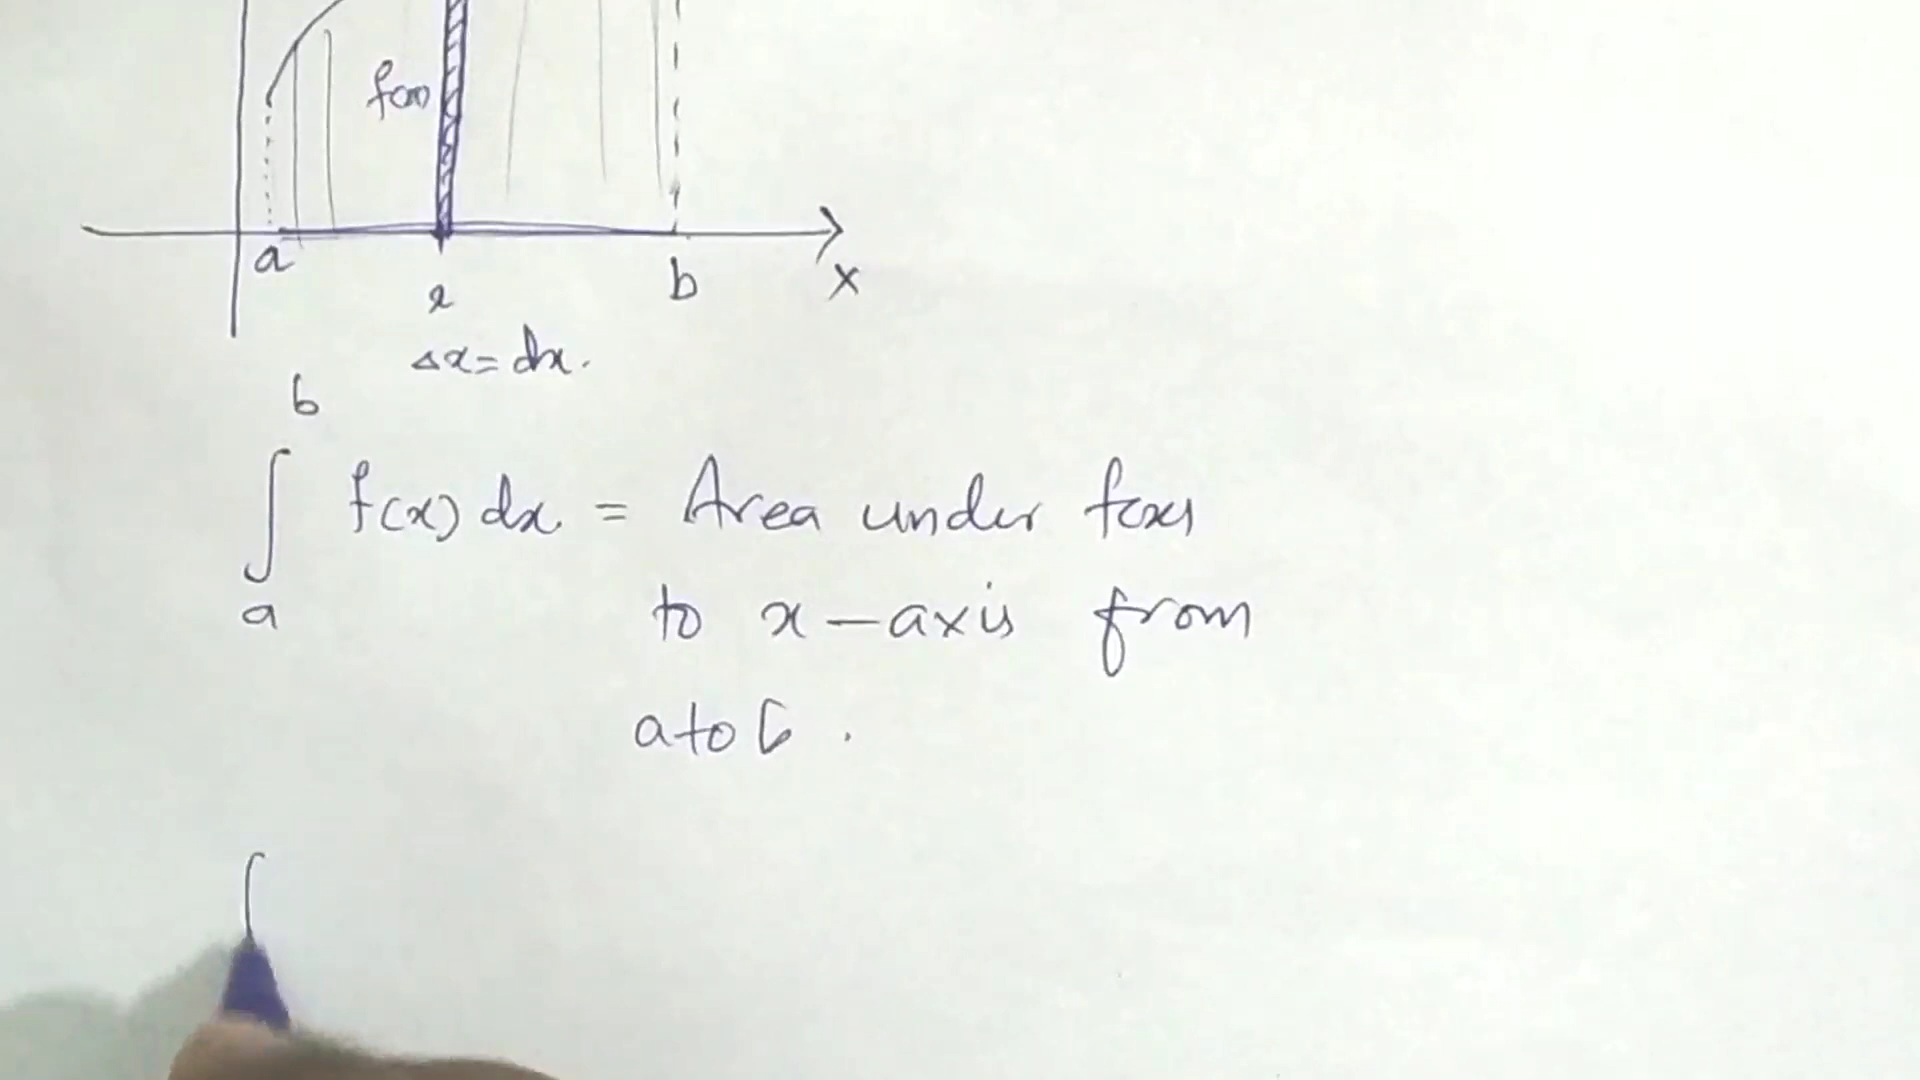 f(x)
a
x
b
X
Δx = dx.
b
∫ f(x) dx = Area under f(x)
a
to x-axis from
a to b.
∫